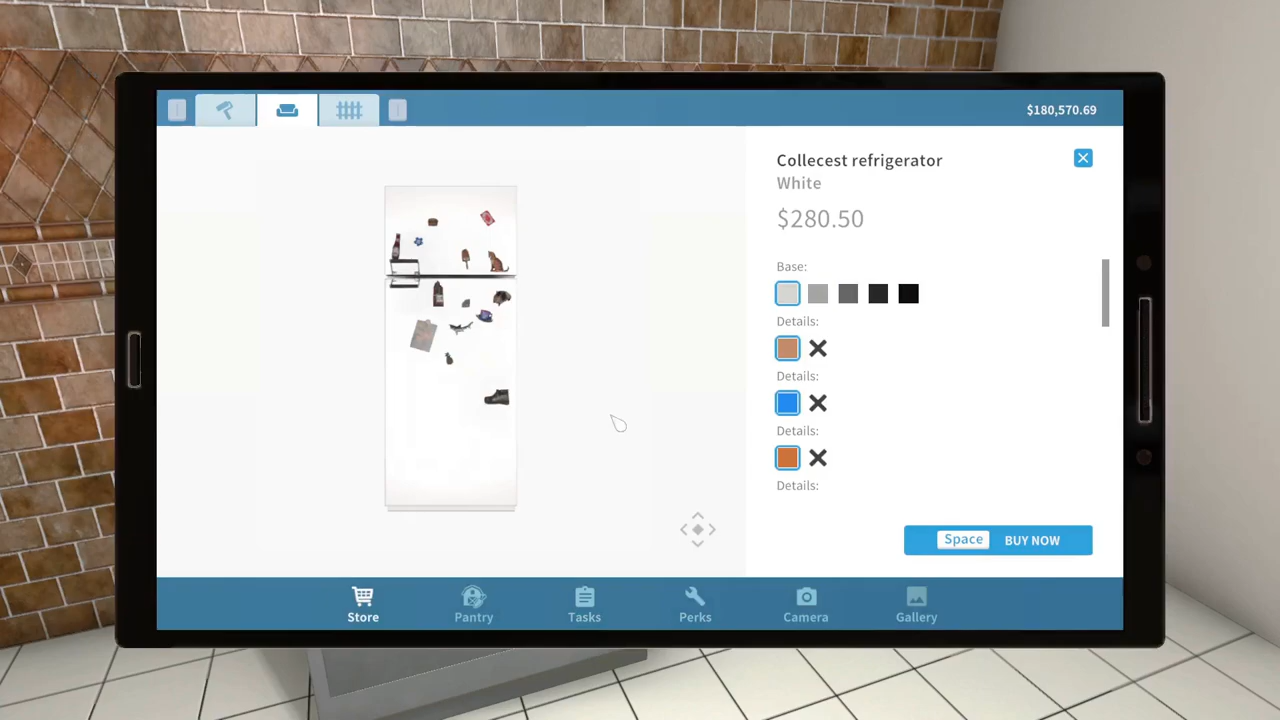 $180,570.69
Collecest refrigerator
White
$280.50
Base:
Details:
Details:
Details:
Details:
Space BUY NOW
Store Pantry Tasks Perks Camera Gallery